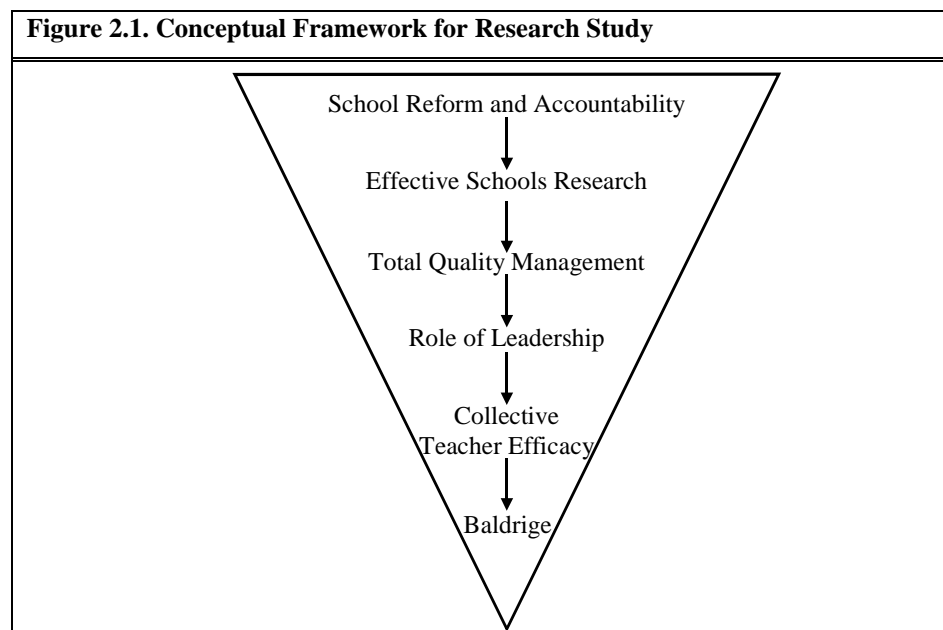 Figure 2.1. Conceptual Framework for Research Study
School Reform and Accountability
Effective Schools Research
Total Quality Management
Role of Leadership
Collective
Teacher Efficacy
Baldrige